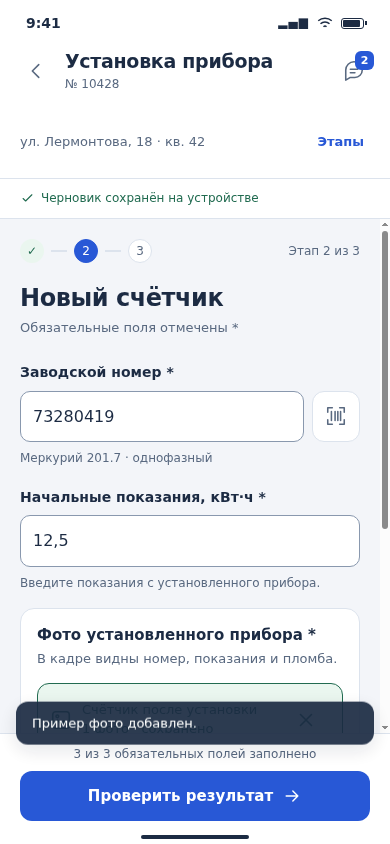 9:41
Установка прибора
№ 10428
2
ул. Лермонтова, 18 · кв. 42
Этапы
Черновик сохранён на устройстве
2
3
Этап 2 из 3
Новый счётчик
Обязательные поля отмечены *
Заводской номер *
73280419
Меркурий 201.7 · однофазный
Начальные показания, кВт·ч *
12,5
Введите показания с установленного прибора.
Фото установленного прибора *
В кадре видны номер, показания и пломба.
Счётчик после установки
Пример фото добавлен.
3 из 3 обязательных полей заполнено
Проверить результат